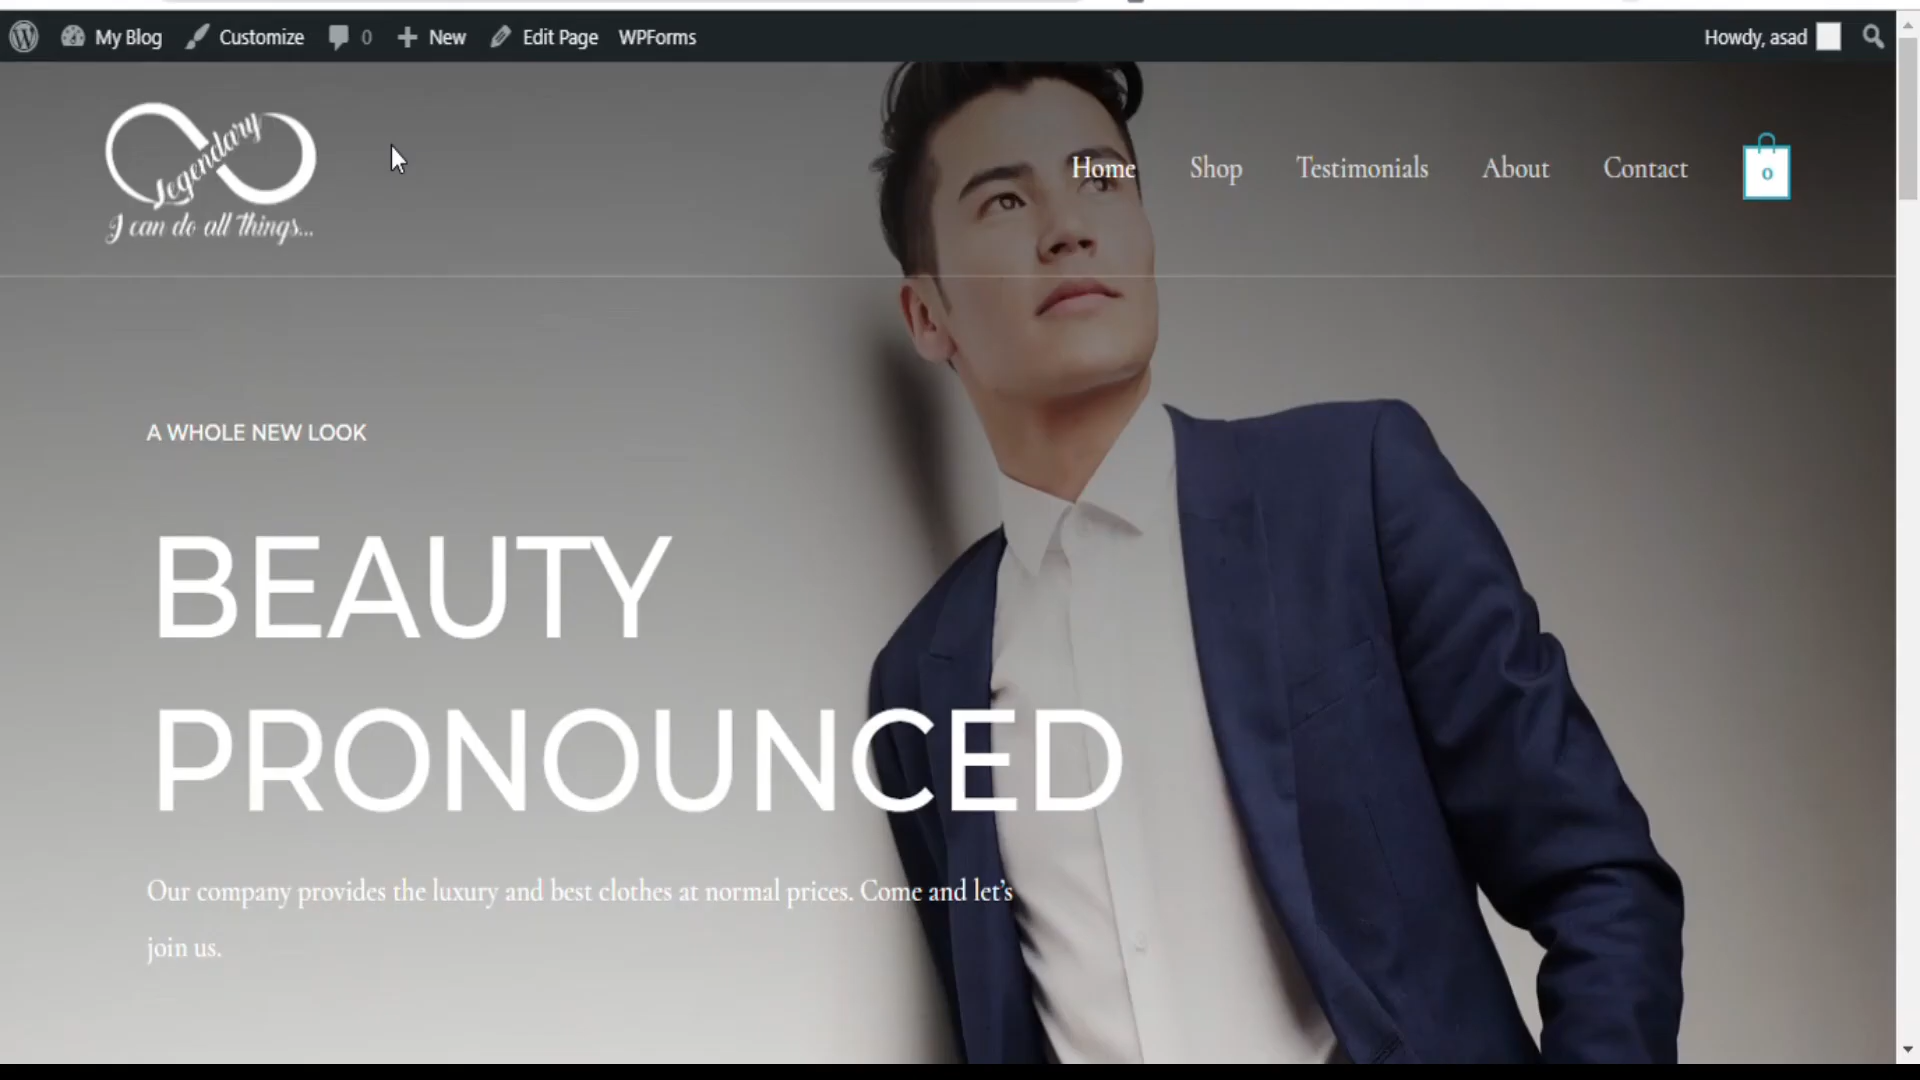 My Blog Customize 0 New Edit Page WPForms Howdy, asad
Legendary
I can do all things...
Home Shop Testimonials About Contact 0
A WHOLE NEW LOOK
BEAUTY
PRONOUNCED
Our company provides the luxury and best clothes at normal prices. Come and let's
join us.